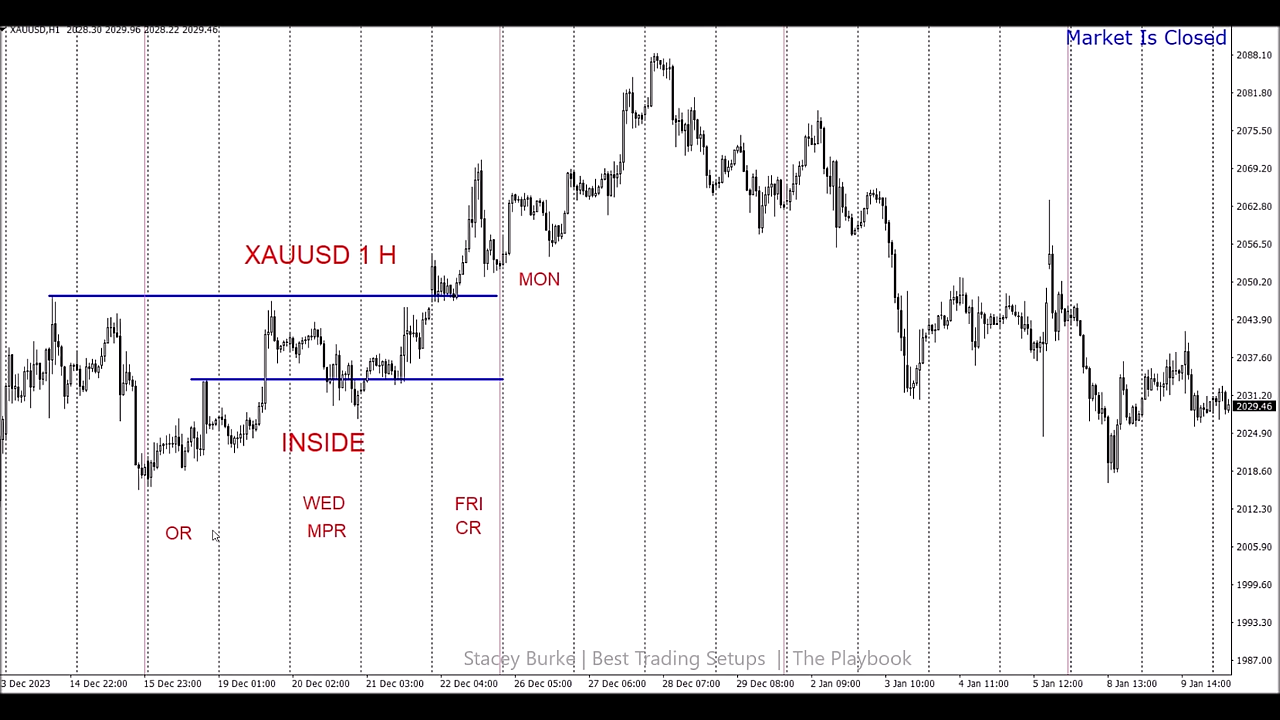 XAUUSD,H1 2028.30 2029.96 2028.22 2029.46
Market Is Closed
2088.10
2081.80
2075.50
2069.20
2062.80
2056.50
2050.20
2043.90
2037.60
2031.20
2029.46
2024.90
2018.60
2012.30
2005.90
1999.60
1993.30
1987.00
XAUUSD 1 H
MON
INSIDE
WED
MPR
FRI
CR
OR
Stacey Burke | Best Trading Setups || The Playbook
3 Dec 2023
14 Dec 22:00
15 Dec 23:00
19 Dec 01:00
20 Dec 02:00
21 Dec 03:00
22 Dec 04:00
26 Dec 05:00
27 Dec 06:00
28 Dec 07:00
29 Dec 08:00
2 Jan 09:00
3 Jan 10:00
4 Jan 11:00
5 Jan 12:00
8 Jan 13:00
9 Jan 14:00